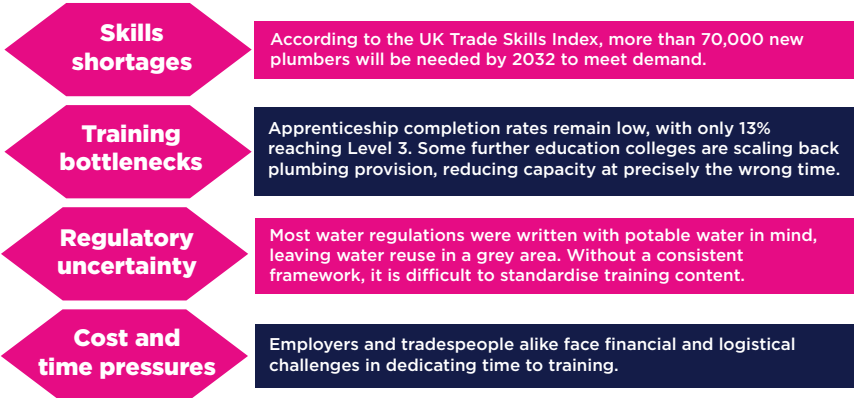 Skills
shortages
According to the UK Trade Skills Index, more than 70,000 new
plumbers will be needed by 2032 to meet demand.
Training
bottlenecks
Apprenticeship completion rates remain low, with only 13%
reaching Level 3. Some further education colleges are scaling back
plumbing provision, reducing capacity at precisely the wrong time.
Regulatory
uncertainty
Most water regulations were written with potable water in mind,
leaving water reuse in a grey area. Without a consistent
framework, it is difficult to standardise training content.
Cost and
time pressures
Employers and tradespeople alike face financial and logistical
challenges in dedicating time to training.